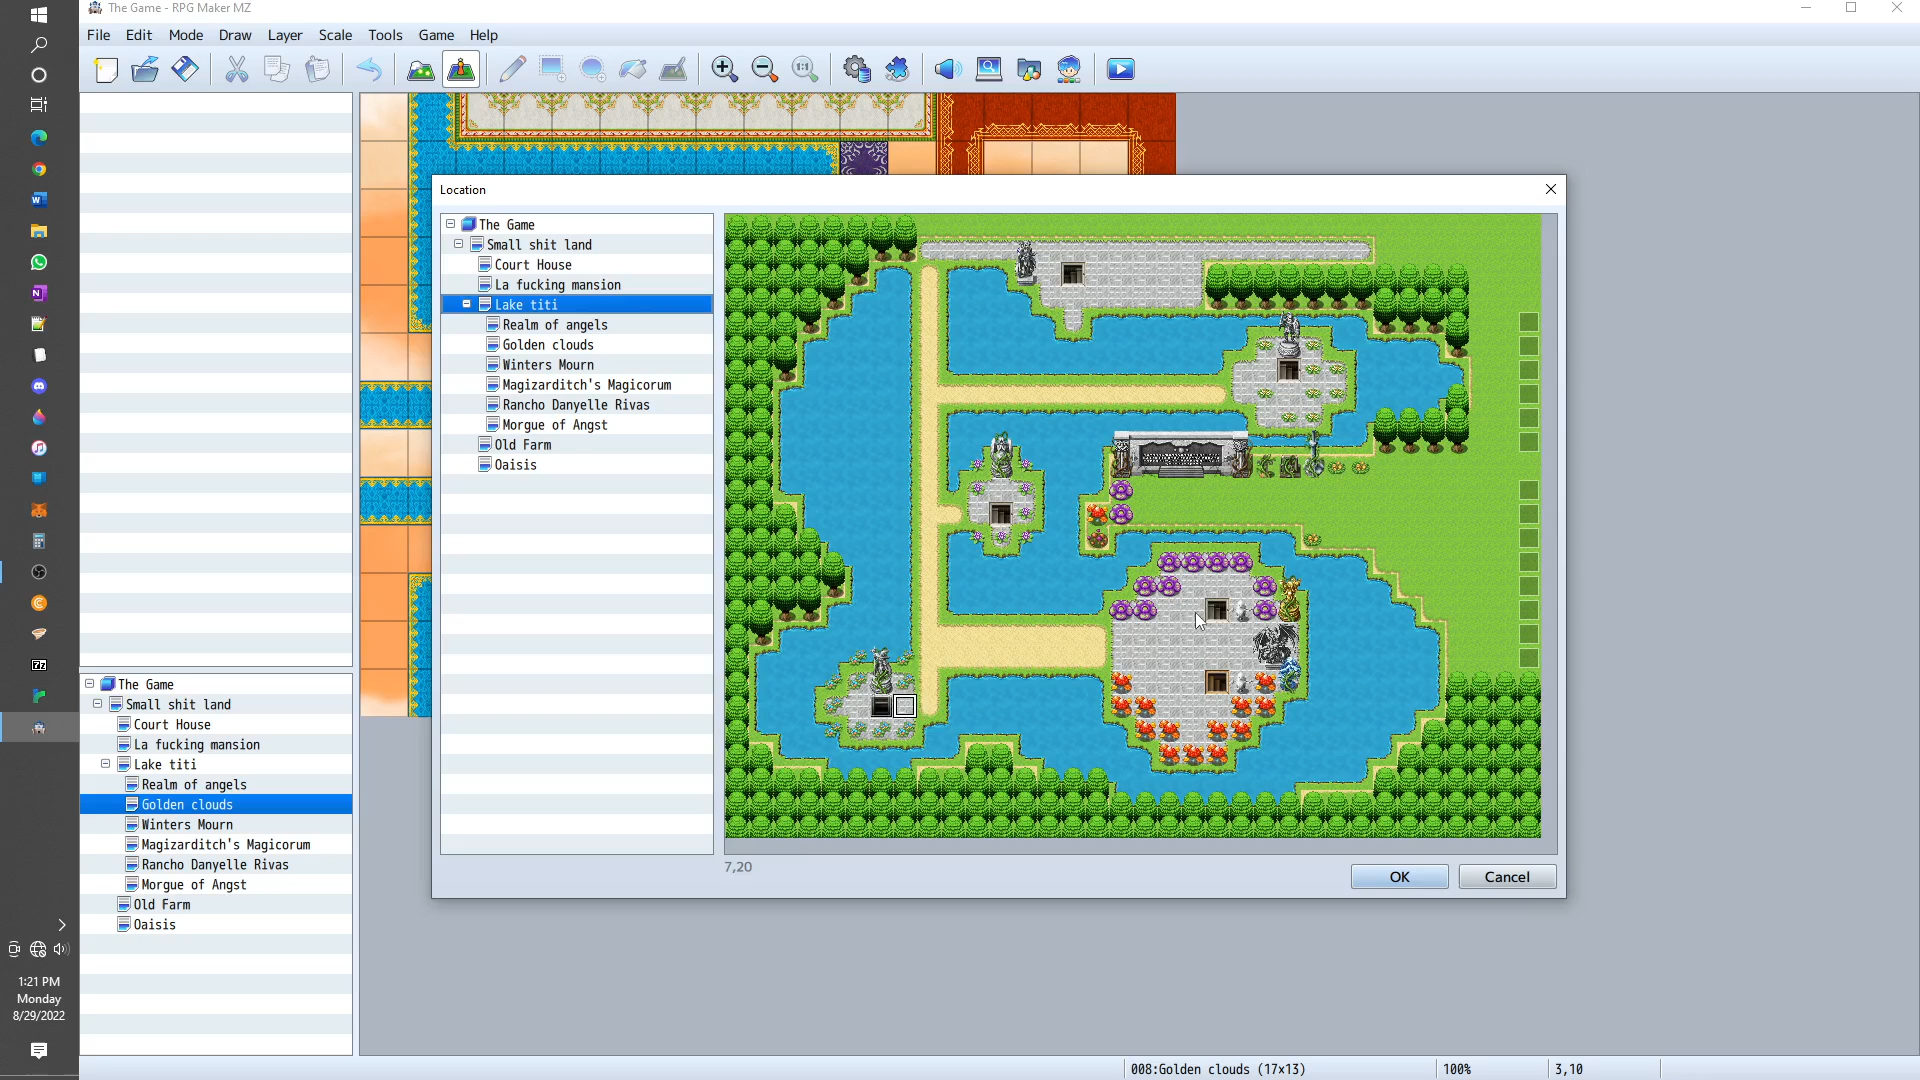 The Game - RPG Maker MZ
File Edit Mode Draw Layer Scale Tools Game Help
1:1
Location
The Game
Small shit land
Court House
La fucking mansion
Lake titi
Realm of angels
Golden clouds
Winters Mourn
Magizarditch's Magicorum
Rancho Danyelle Rivas
Morgue of Angst
Old Farm
Oaisis
7,20
OK
Cancel
The Game
Small shit land
Court House
La fucking mansion
Lake titi
Realm of angels
Golden clouds
Winters Mourn
Magizarditch's Magicorum
Rancho Danyelle Rivas
Morgue of Angst
Old Farm
Oaisis
1:21 PM
Monday
8/29/2022
008:Golden clouds (17x13)
100%
3,10